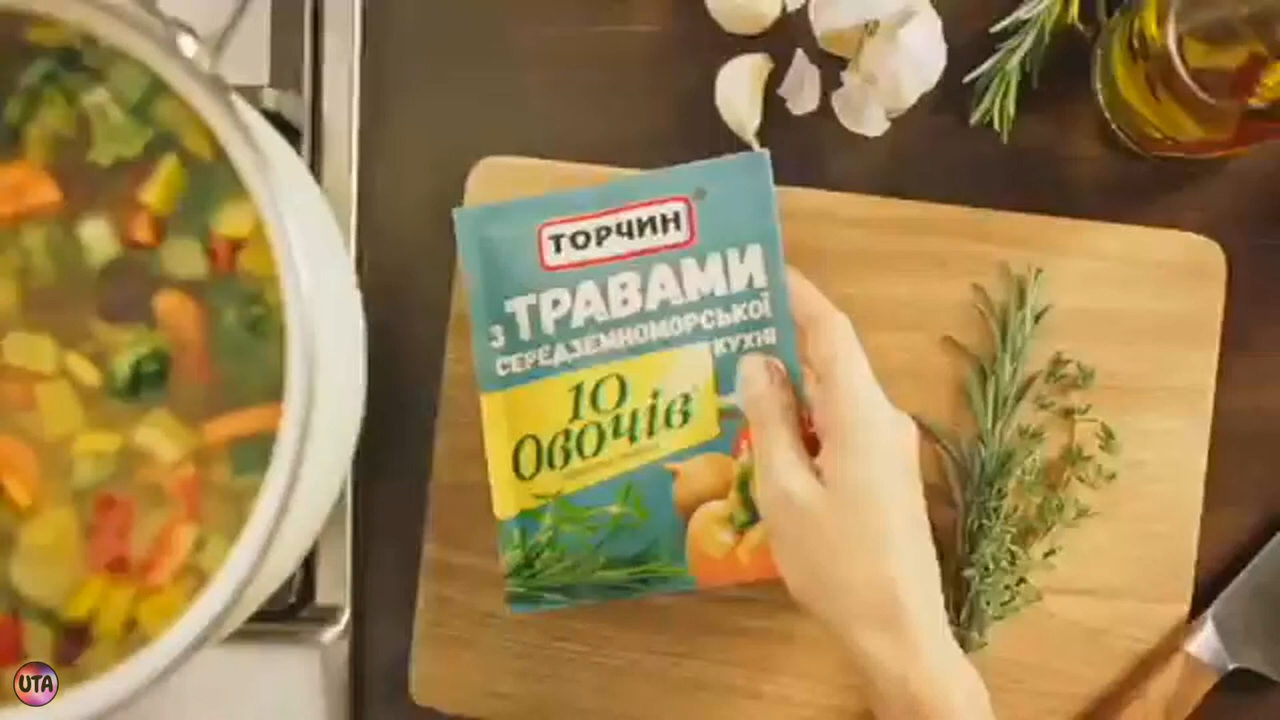 ТОРЧИН®
з ТРАВАМИ
СЕРЕДЗЕМНОМОРСЬКОЇ
КУХНІ
10
Овочів
UTA